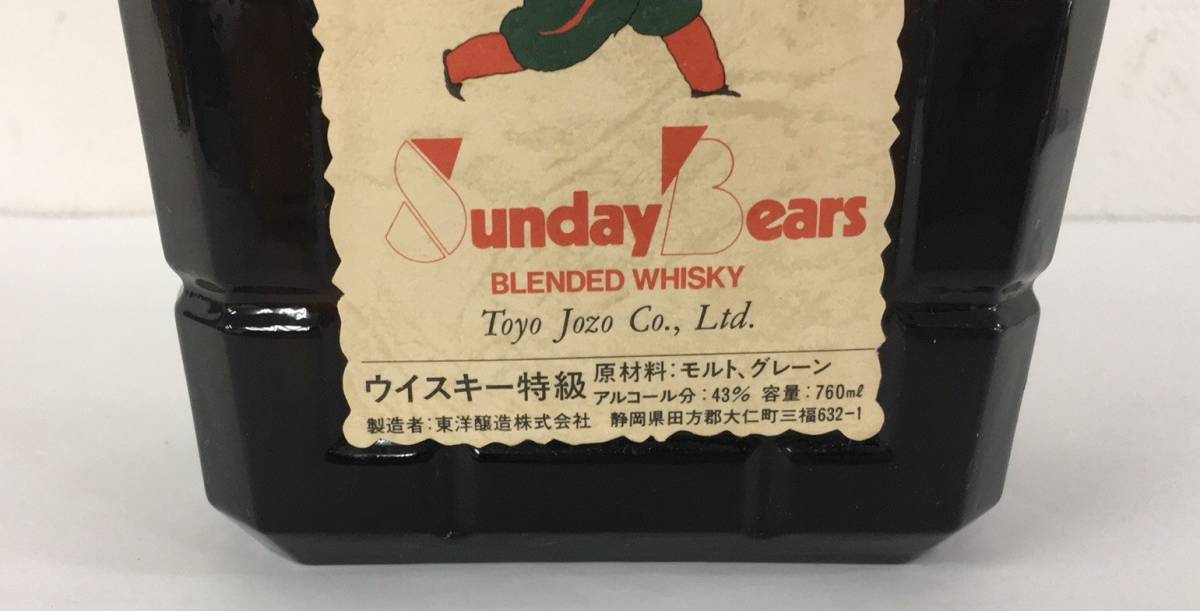 Sunday Bears
BLENDED WHISKY
Toyo Jozo Co., Ltd.
ウイスキー特級
原材料:モルト、グレーン
アルコール分:43% 容量:760mℓ
製造者:東洋醸造株式会社 静岡県田方郡大仁町三福632-1